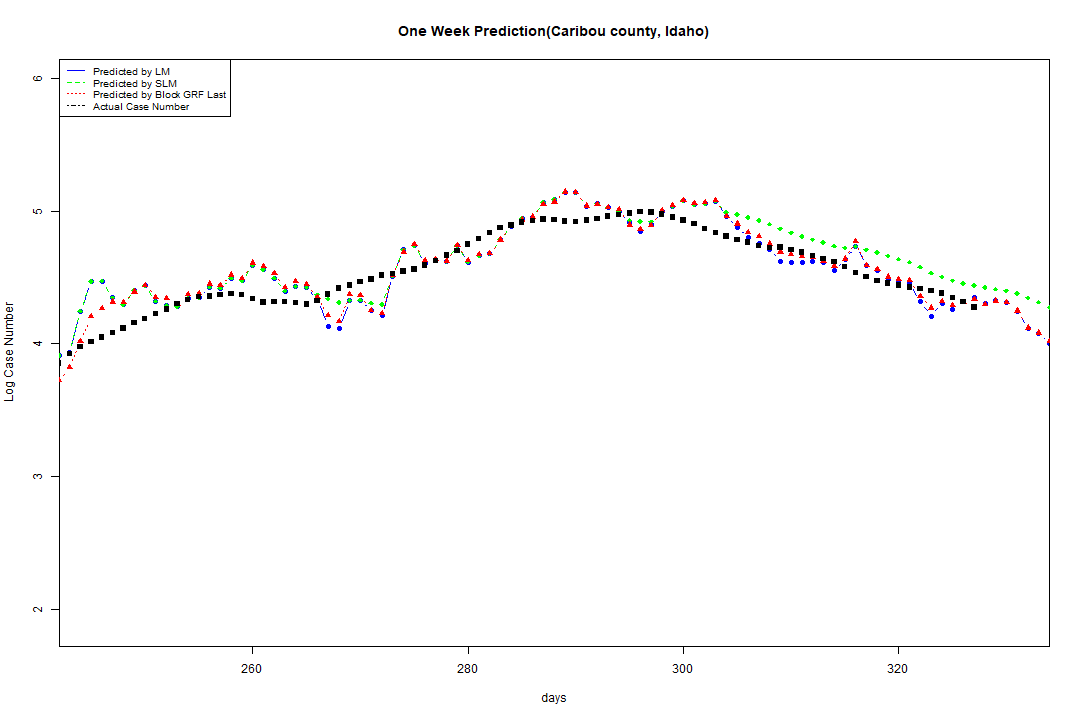 One Week Prediction(Caribou county, Idaho)
Predicted by LM
Predicted by SLM
Predicted by Block GRF Last
Actual Case Number
6
5
4
3
2
Log Case Number
260
280
300
320
days